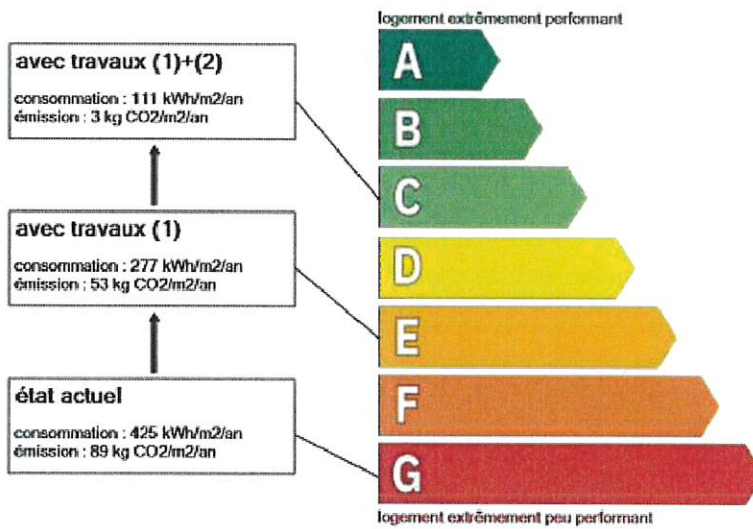 logement extrêmement performant
avec travaux (1)+(2)
consommation : 111 kWh/m2/an
émission : 3 kg CO2/m2/an
avec travaux (1)
consommation : 277 kWh/m2/an
émission : 53 kg CO2/m2/an
état actuel
consommation : 425 kWh/m2/an
émission : 89 kg CO2/m2/an
A
B
C
D
E
F
G
logement extrêmement peu performant